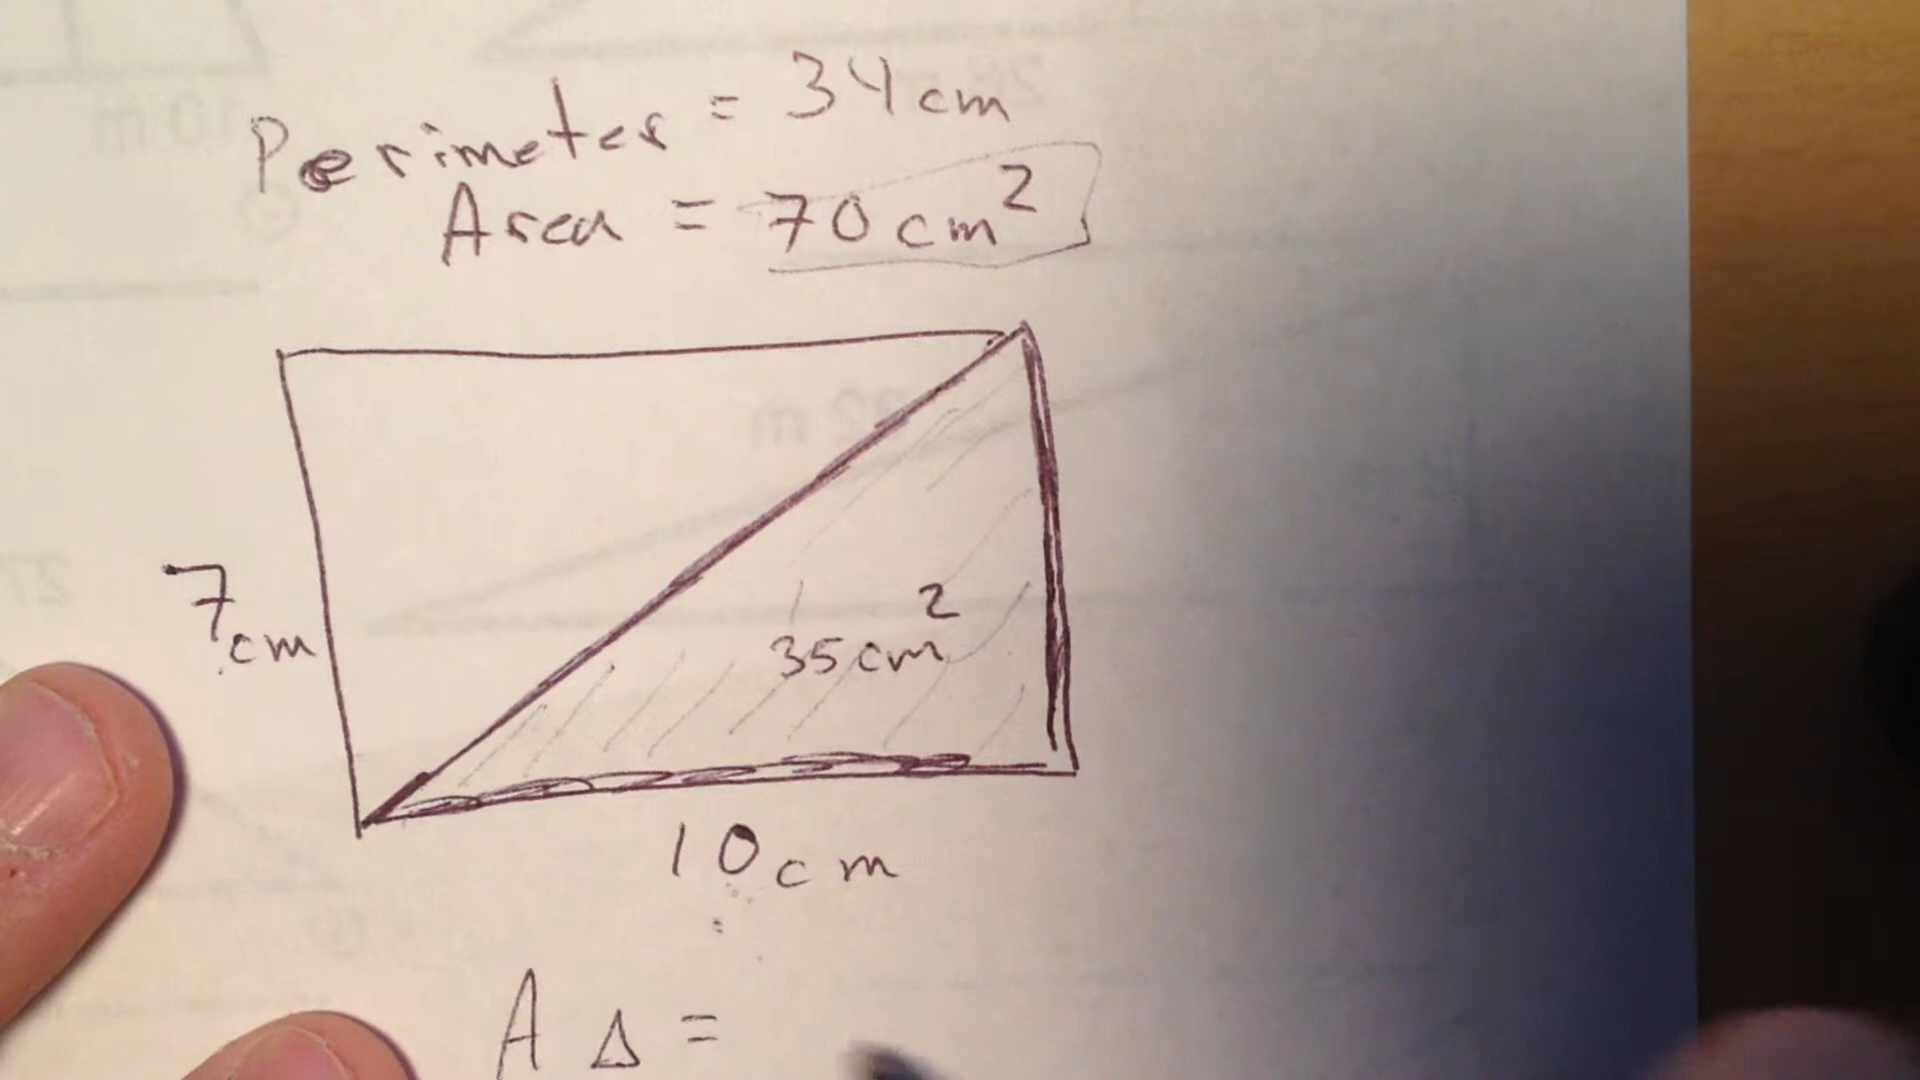 Perimeter = 34 cm
Area = 70 cm²
7 cm
35 cm²
10 cm
A Δ =